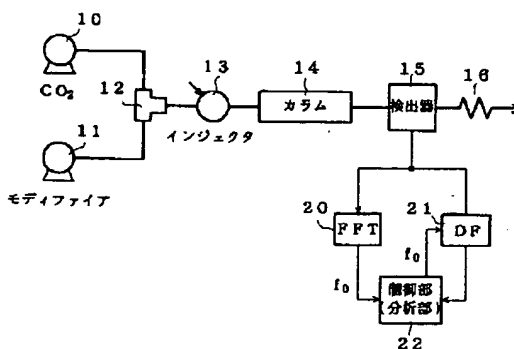 10
CO₂
12
11
モディファイア
13
インジェクタ
14
カラム
15
検出器
16
20
FFT
21
DF
f₀
f₀
制御部
(分析部)
22